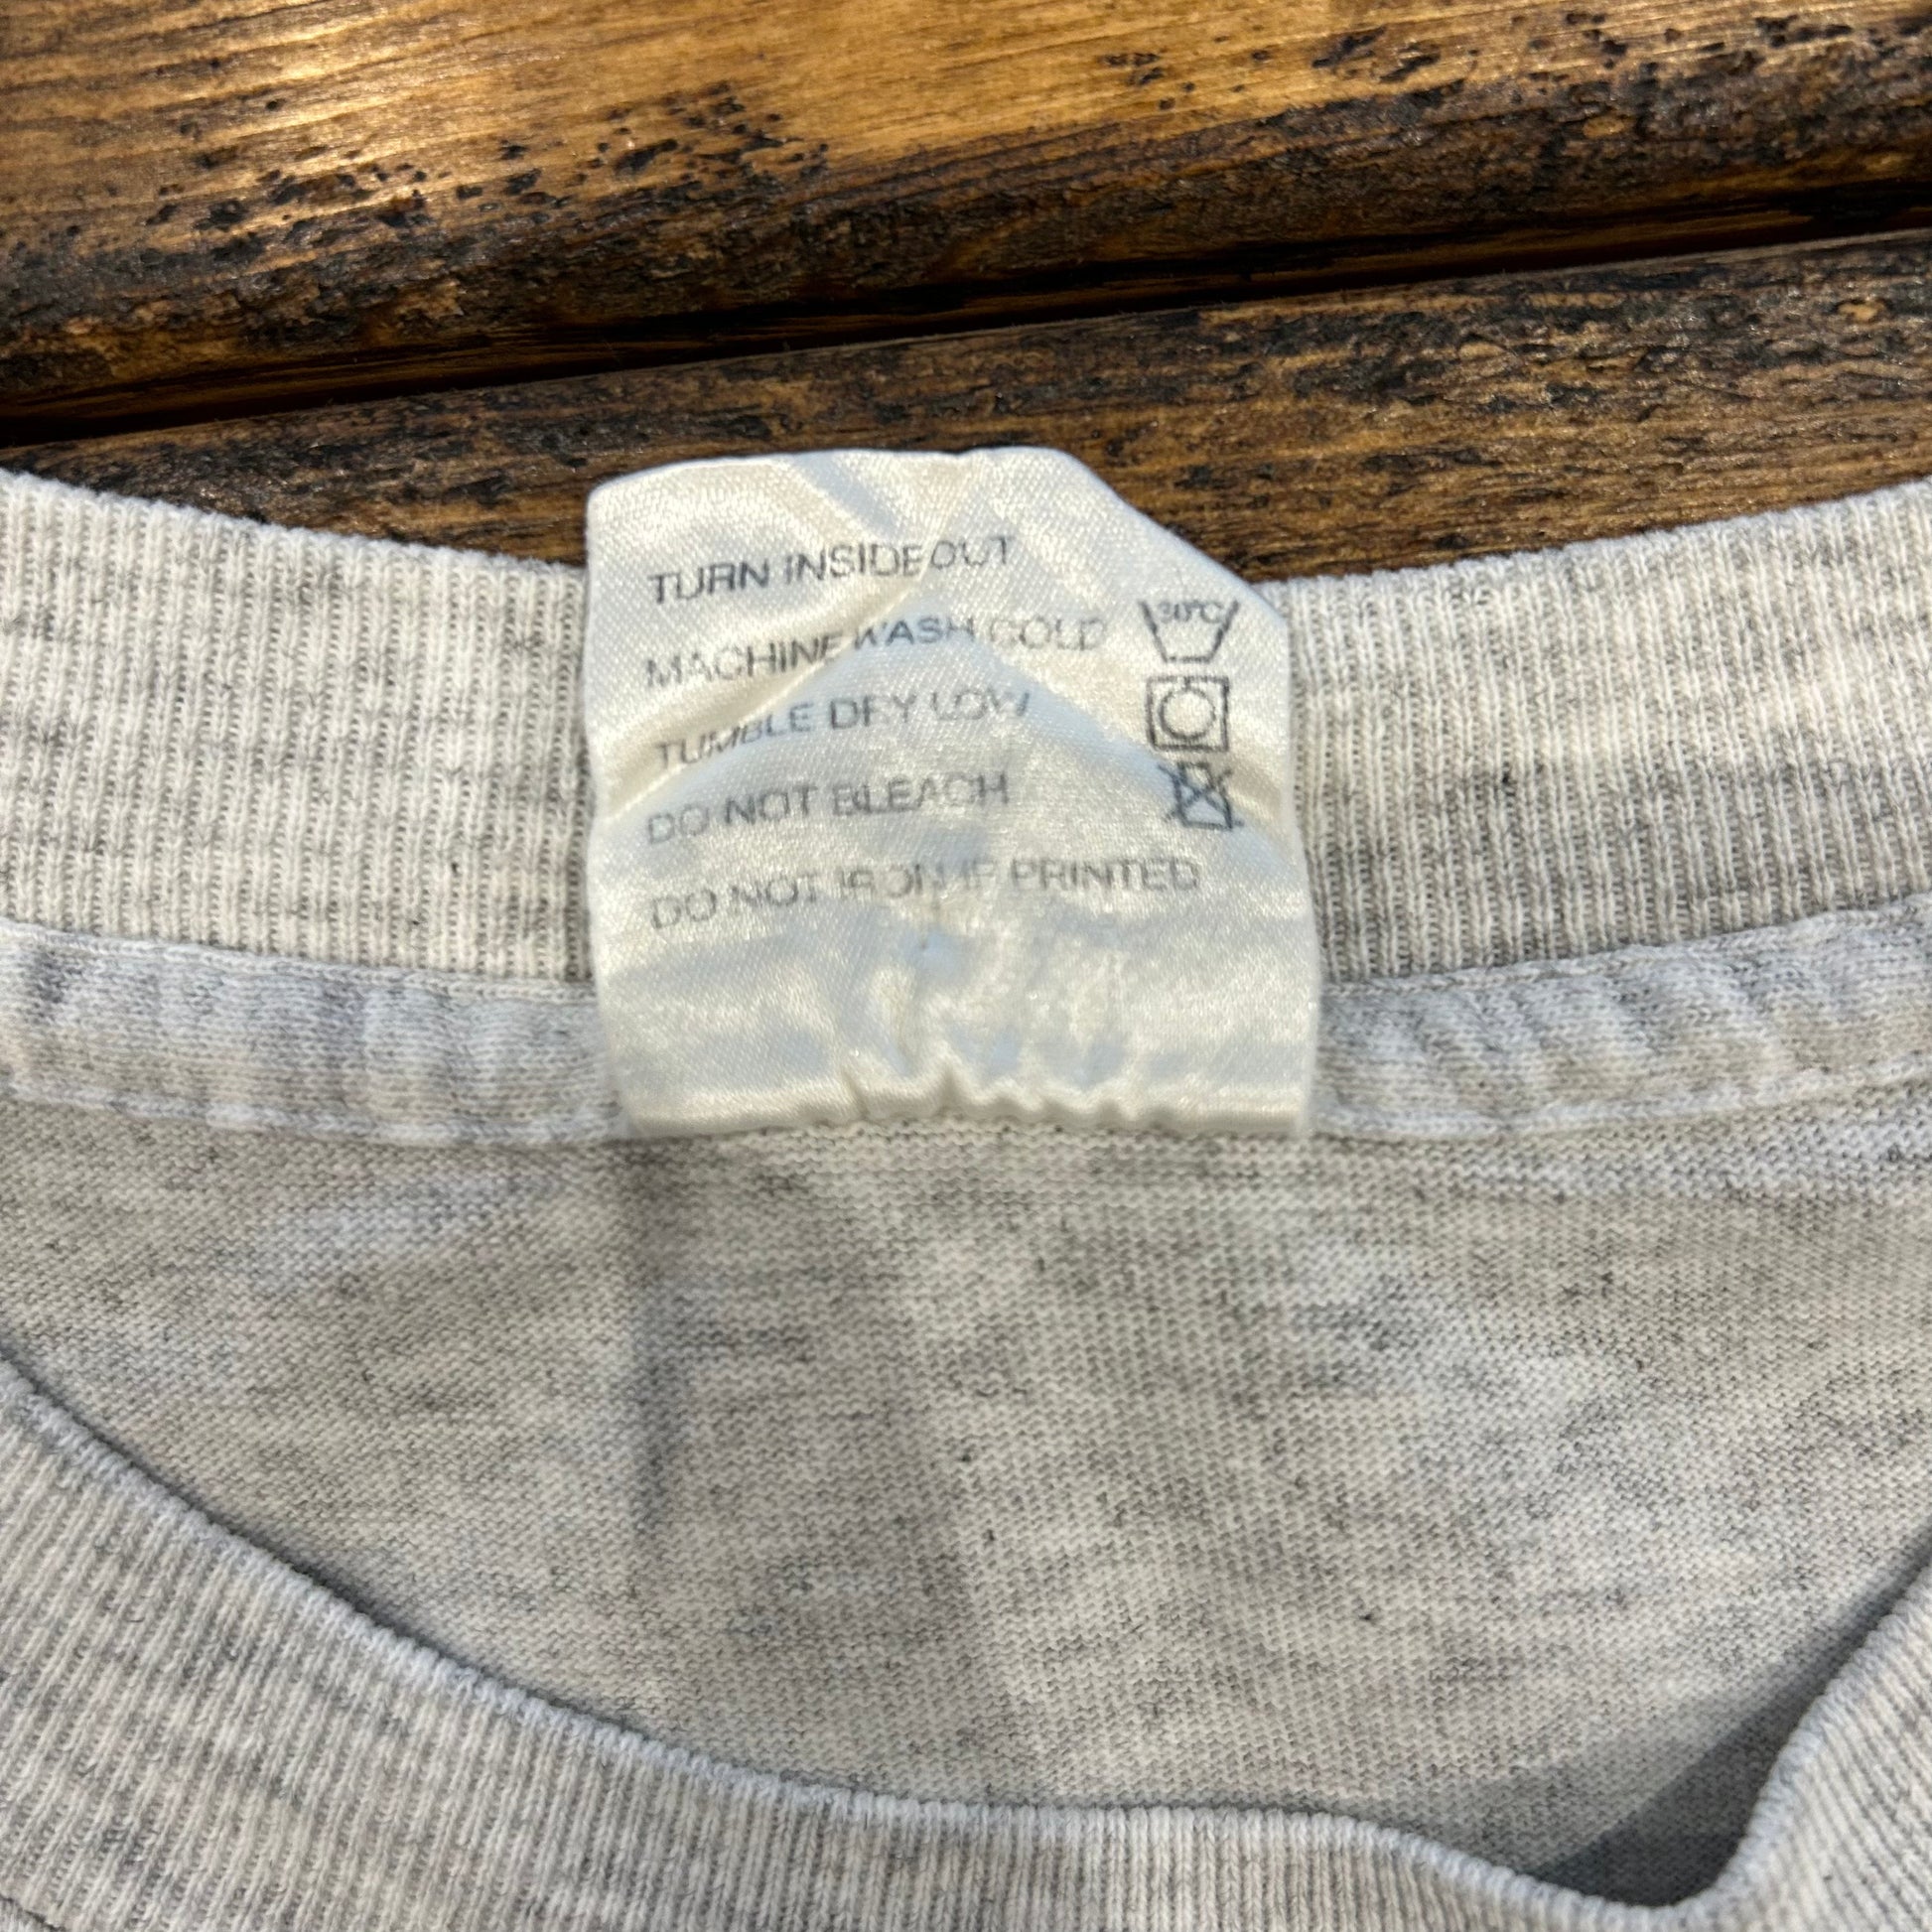 TURN INSIDE OUT
MACHINE WASH COLD
30°C
TUMBLE DRY LOW
DO NOT BLEACH
DO NOT IRON IF PRINTED